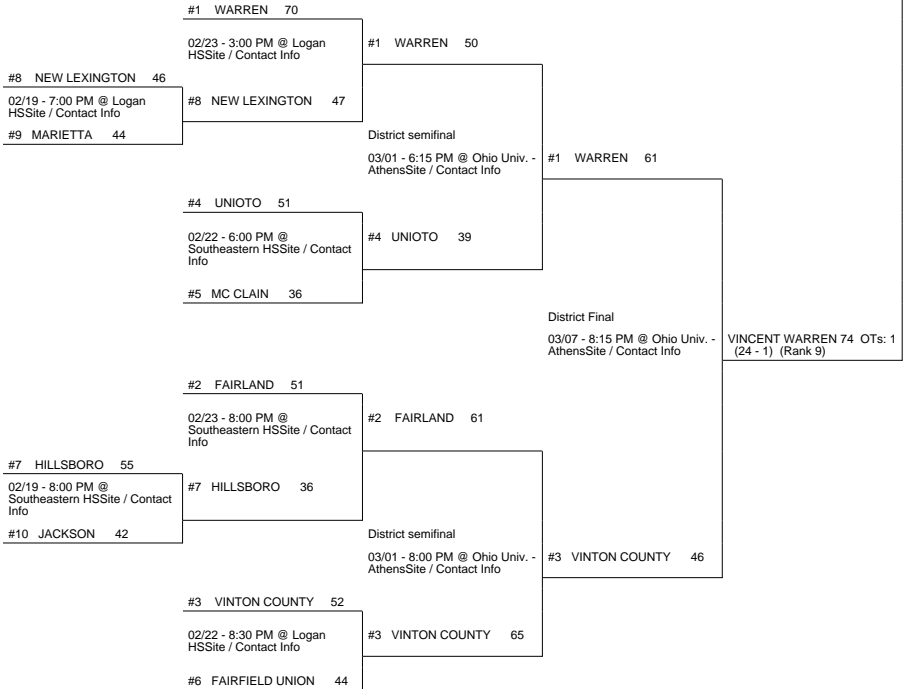 #1 WARREN 70
02/23 - 3:00 PM @ Logan
HSSite / Contact Info
#1 WARREN 50
#8 NEW LEXINGTON 46
02/19 - 7:00 PM @ Logan
HSSite / Contact Info
#8 NEW LEXINGTON 47
#9 MARIETTA 44
District semifinal
03/01 - 6:15 PM @ Ohio Univ. -
AthensSite / Contact Info
#1 WARREN 61
#4 UNIOTO 51
02/22 - 6:00 PM @
Southeastern HSSite / Contact
Info
#4 UNIOTO 39
#5 MC CLAIN 36
District Final
03/07 - 8:15 PM @ Ohio Univ. -
AthensSite / Contact Info
VINCENT WARREN 74 OTs: 1
(24 - 1) (Rank 9)
#2 FAIRLAND 51
02/23 - 8:00 PM @
Southeastern HSSite / Contact
Info
#2 FAIRLAND 61
#7 HILLSBORO 55
02/19 - 8:00 PM @
Southeastern HSSite / Contact
Info
#7 HILLSBORO 36
#10 JACKSON 42
District semifinal
03/01 - 8:00 PM @ Ohio Univ. -
AthensSite / Contact Info
#3 VINTON COUNTY 46
#3 VINTON COUNTY 52
02/22 - 8:30 PM @ Logan
HSSite / Contact Info
#3 VINTON COUNTY 65
#6 FAIRFIELD UNION 44